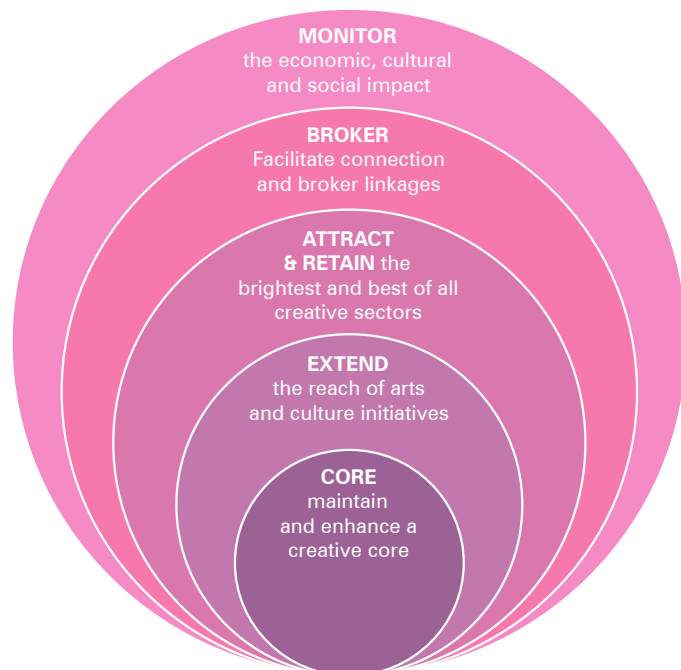 MONITOR
the economic, cultural
and social impact
BROKER
Facilitate connection
and broker linkages
ATTRACT
& RETAIN the
brightest and best of all
creative sectors
EXTEND
the reach of arts
and culture initiatives
CORE
maintain
and enhance a
creative core